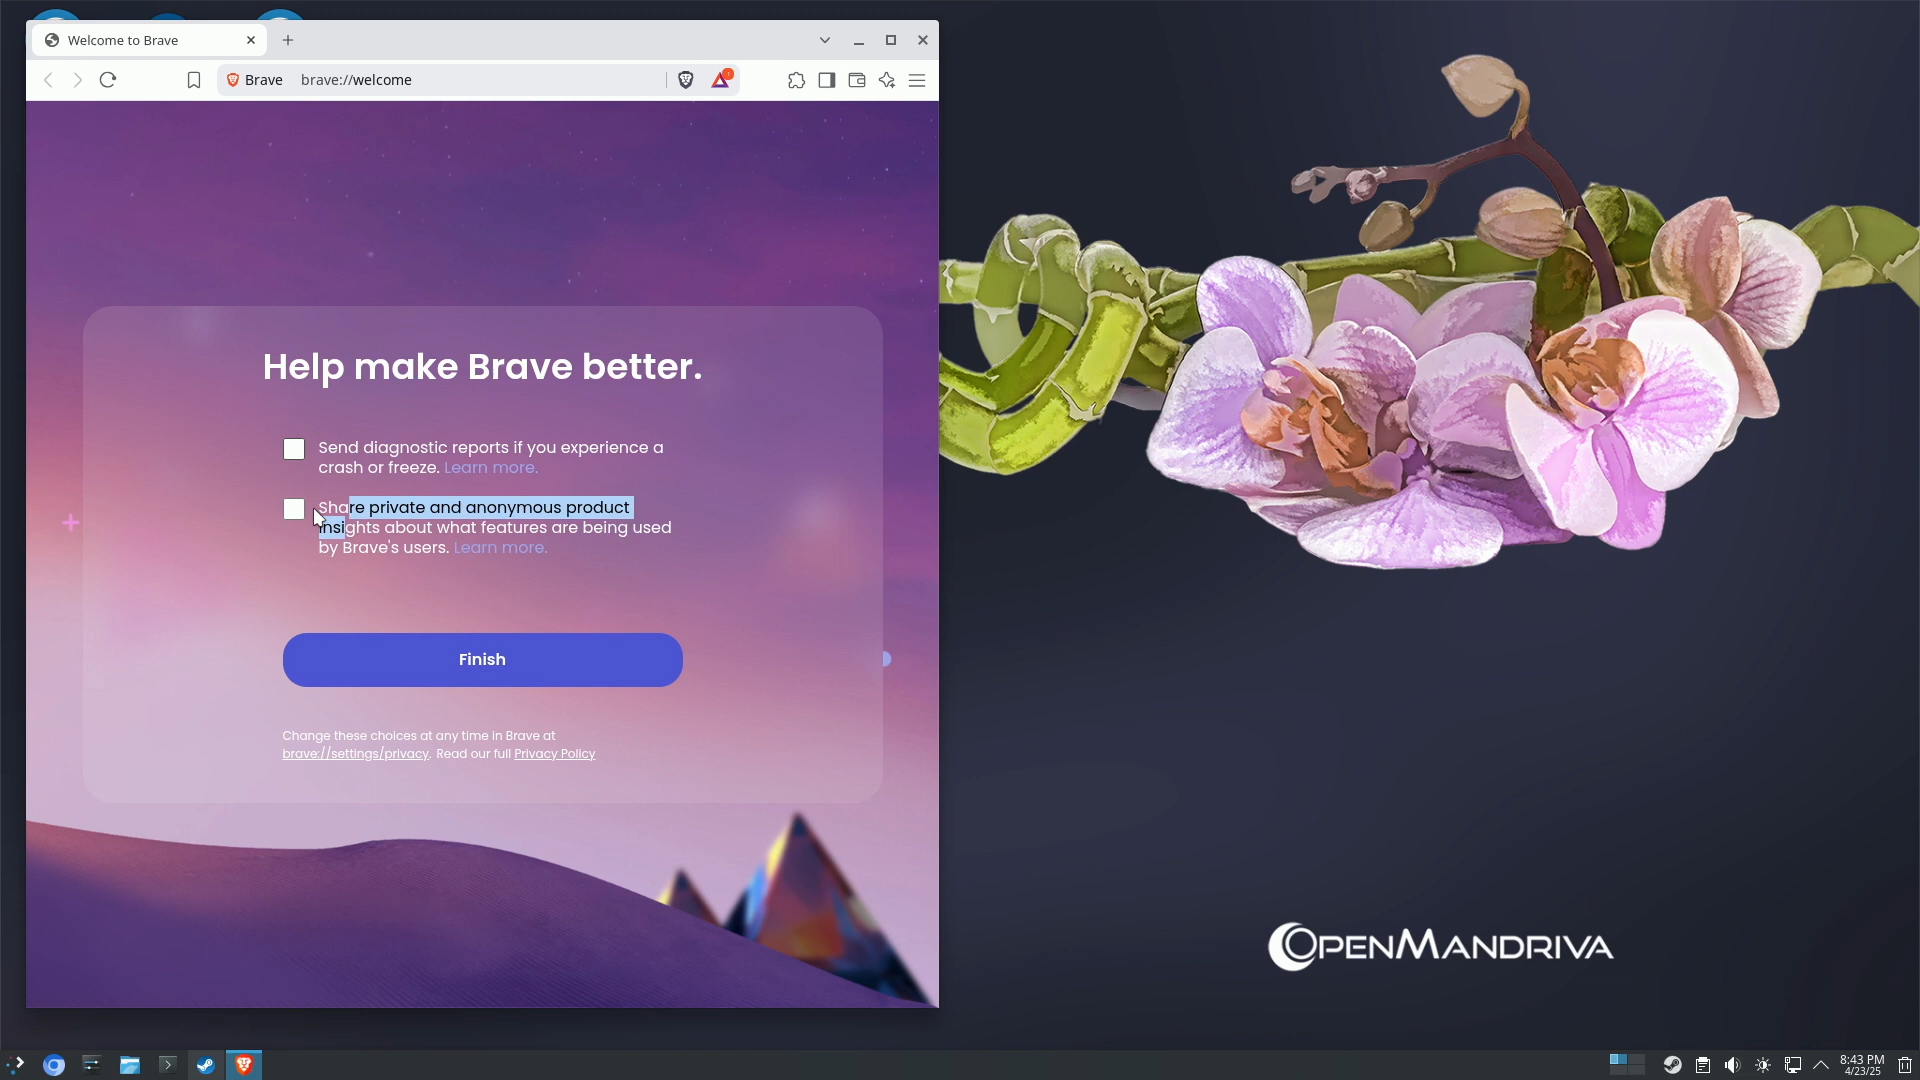 Welcome to Brave
Brave brave://welcome
Help make Brave better.
Send diagnostic reports if you experience a
crash or freeze. Learn more.
Share private and anonymous product
insights about what features are being used
by Brave's users. Learn more.
Finish
Change these choices at any time in Brave at
brave://settings/privacy. Read our full Privacy Policy
OPENMANDRIVA
8:43 PM
4/23/25